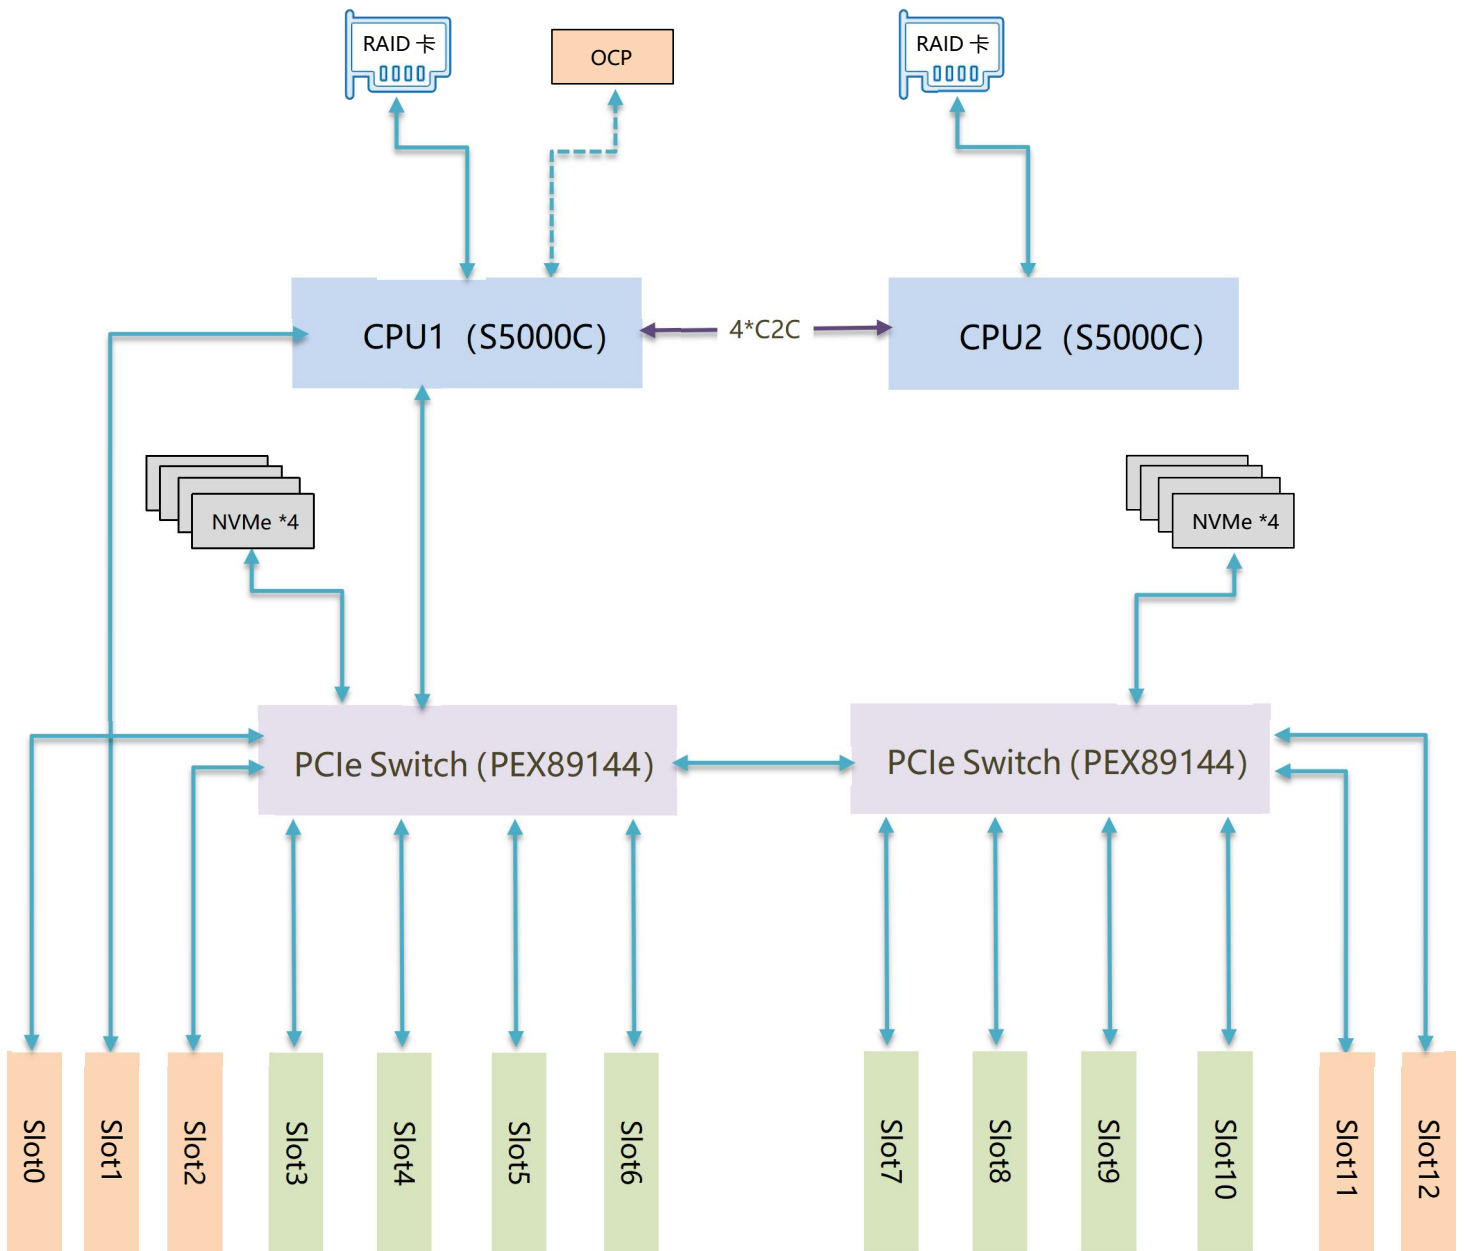 RAID 卡
OCP
RAID 卡
CPU1（S5000C）
4*C2C
CPU2（S5000C）
NVMe *4
NVMe *4
PCIe Switch（PEX89144）
PCIe Switch（PEX89144）
Slot0
Slot1
Slot2
Slot3
Slot4
Slot5
Slot6
Slot7
Slot8
Slot9
Slot10
Slot11
Slot12